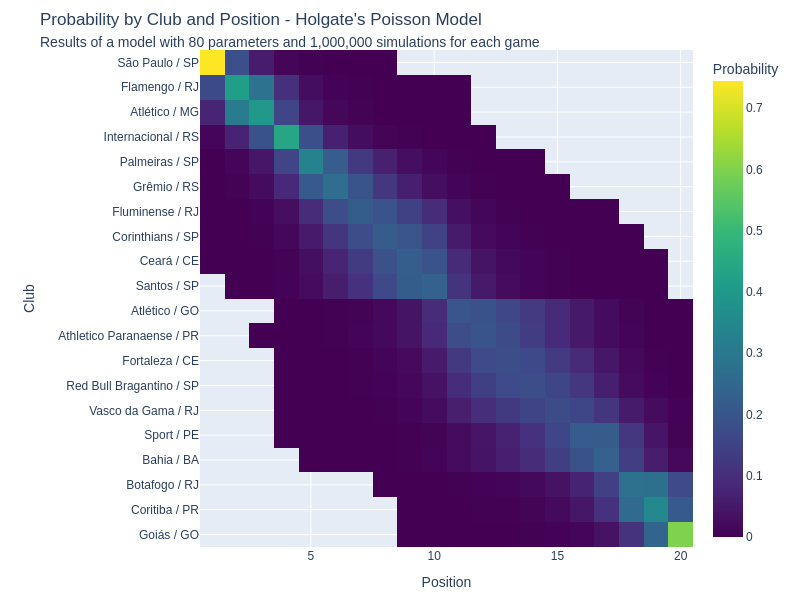 Probability by Club and Position - Holgate's Poisson Model
Results of a model with 80 parameters and 1,000,000 simulations for each game
Probability
São Paulo / SP
Flamengo / RJ
Atlético / MG
Internacional / RS
Palmeiras / SP
Grêmio / RS
Fluminense / RJ
Corinthians / SP
Ceará / CE
Santos / SP
Atlético / GO
Athletico Paranaense / PR
Fortaleza / CE
Red Bull Bragantino / SP
Vasco da Gama / RJ
Sport / PE
Bahia / BA
Botafogo / RJ
Coritiba / PR
Goiás / GO
Club
5
10
15
20
Position
0.7
0.6
0.5
0.4
0.3
0.2
0.1
0